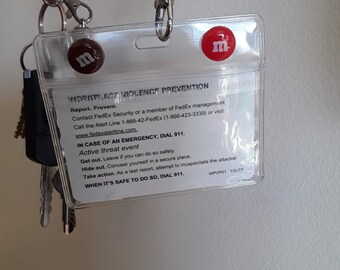 m m
WORKPLACE VIOLENCE PREVENTION
Report. Prevent.
Contact FedEx Security or a member of FedEx management.
Call the Alert Line 1-866-42-FedEx (1-866-423-3339) or visit
www.fedexalertline.com.
IN CASE OF AN EMERGENCY, DIAL 911.
Active threat event
Get out. Leave if you can do so safely.
Hide out. Conceal yourself in a secure place.
Take action. As a last resort, attempt to incapacitate the attacker
WHEN IT'S SAFE TO DO SO, DIAL 911.